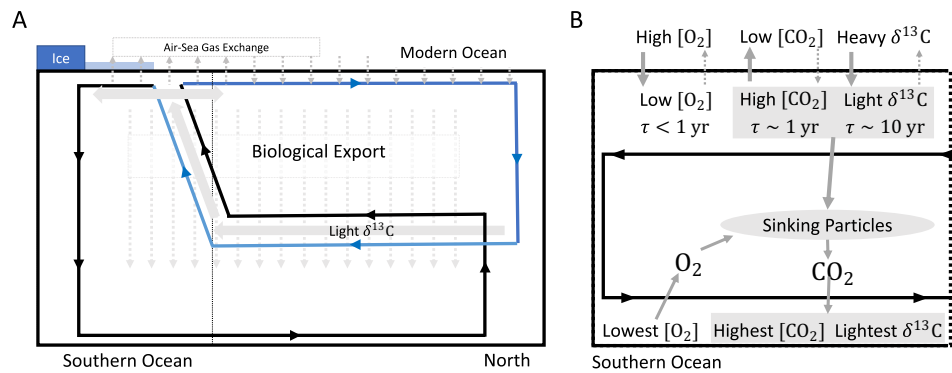 A
Ice
Air-Sea Gas Exchange
Modern Ocean
Biological Export
Light δ¹³C
Southern Ocean
North
B
High [O₂] Low [CO₂] Heavy δ¹³C
Low [O₂] High [CO₂] Light δ¹³C
τ < 1 yr τ ~ 1 yr τ ~ 10 yr
Sinking Particles
O₂
CO₂
Lowest [O₂] Highest [CO₂] Lightest δ¹³C
Southern Ocean